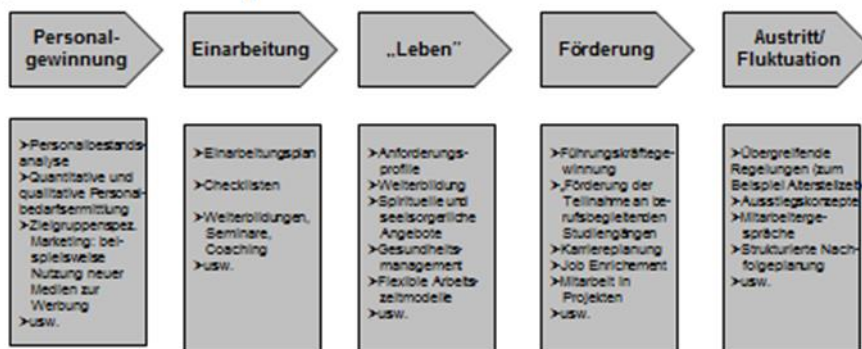 Personal-
gewinnung
Einarbeitung
„Leben”
Förderung
Austritt/
Fluktuation
➢Personalbestands-
analyse
➢Quantitative und
qualitative Personal-
bedarfsermittlung
➢Zielgruppenspez.
Marketing: bei-
spielsweise
Nutzung neuer
Medien zur
Werbung
➢usw.
➢Einarbeitungsplan
➢Checklisten
➢Weiterbildungen,
Seminare,
Coaching
➢usw.
➢Anforderungs-
profile
➢Weiterbildung
➢Spirituelle und
seelsorgerliche
Angebote
➢Gesundheits-
management
➢Flexible Arbeits-
zeitmodelle
➢usw.
➢Führungskräftege-
winnung
➢„Förderung der
Teilnahme an be-
rufsbegleitenden
Studiengängen
➢Karriereplanung
➢Job Enrichement
➢Mitarbeit in
Projekten
➢usw.
➢Übergreifende
Regelungen (zum
Beispiel Altersteilzeit
➢Ausstiegskonzepte
➢Mitarbeiterge-
spräche
➢Strukturierte Nach-
folgeplanung
➢usw.